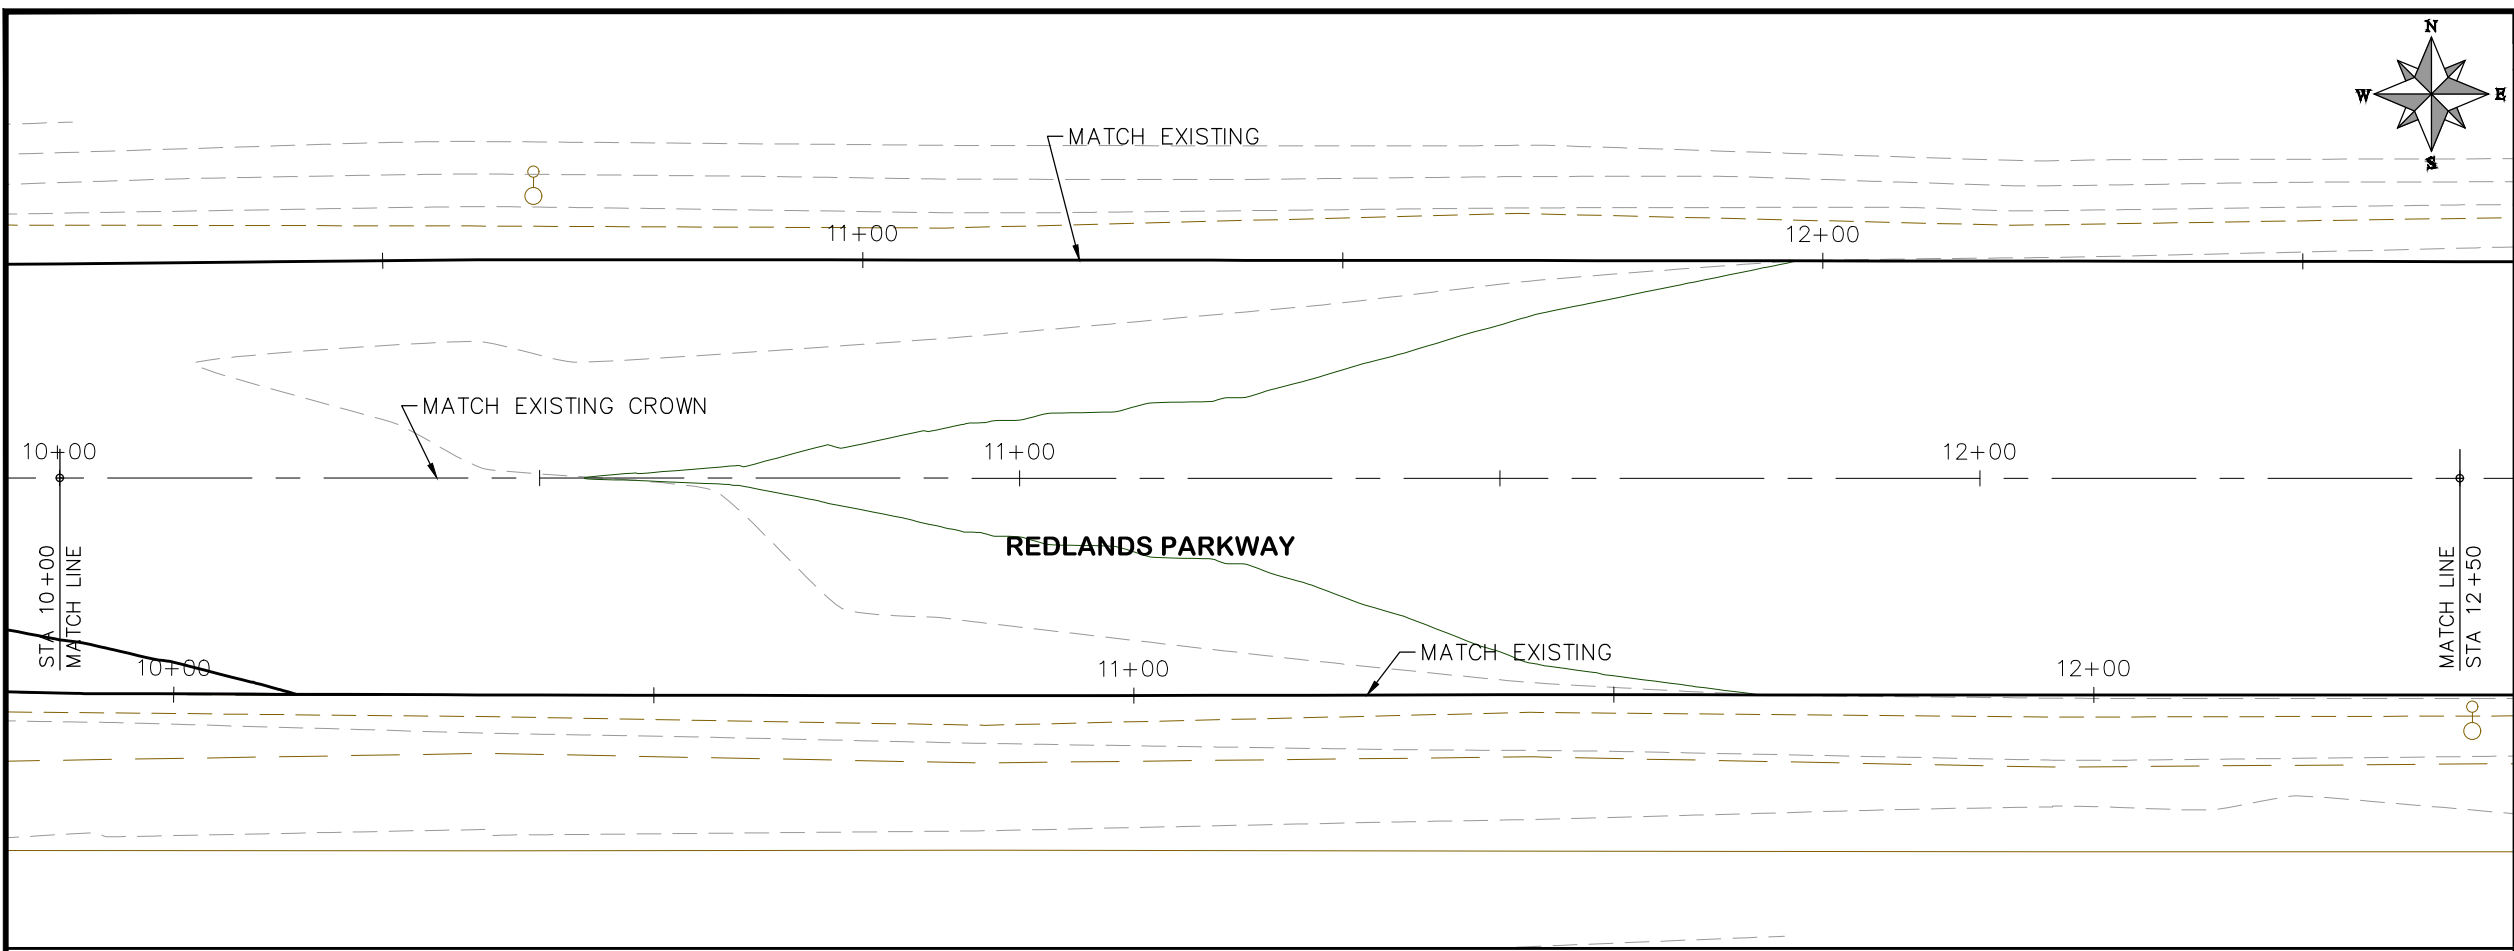 N
W E
S
MATCH EXISTING
11+00
12+00
MATCH EXISTING CROWN
10+00
11+00
12+00
REDLANDS PARKWAY
STA 10+00
MATCH LINE
MATCH LINE
STA 12+50
MATCH EXISTING
10+00
11+00
12+00